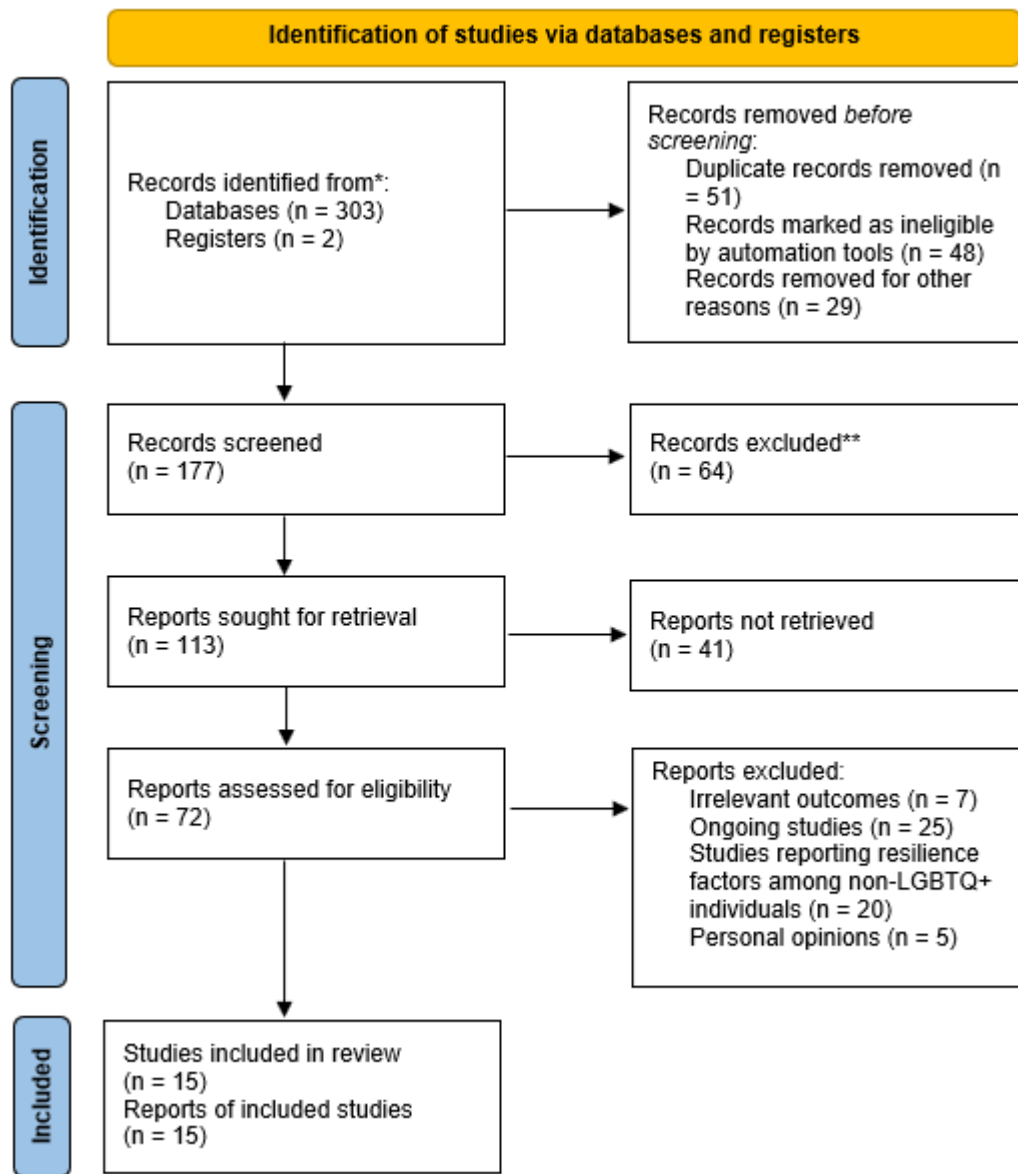 Identification of studies via databases and registers
Identification
Records identified from*:
Databases (n = 303)
Registers (n = 2)
Records removed before
screening:
Duplicate records removed (n
= 51)
Records marked as ineligible
by automation tools (n = 48)
Records removed for other
reasons (n = 29)
Screening
Records screened
(n = 177)
Records excluded**
(n = 64)
Reports sought for retrieval
(n = 113)
Reports not retrieved
(n = 41)
Reports assessed for eligibility
(n = 72)
Reports excluded:
Irrelevant outcomes (n = 7)
Ongoing studies (n = 25)
Studies reporting resilience
factors among non-LGBTQ+
individuals (n = 20)
Personal opinions (n = 5)
Included
Studies included in review
(n = 15)
Reports of included studies
(n = 15)